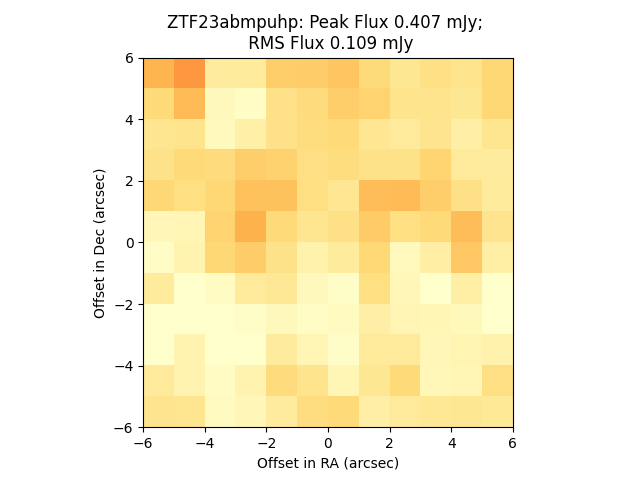 ZTF23abmpuhp: Peak Flux 0.407 mJy;
RMS Flux 0.109 mJy
6
4
2
0
−2
−4
−6
Offset in Dec (arcsec)
−6 −4 −2 0 2 4 6
Offset in RA (arcsec)